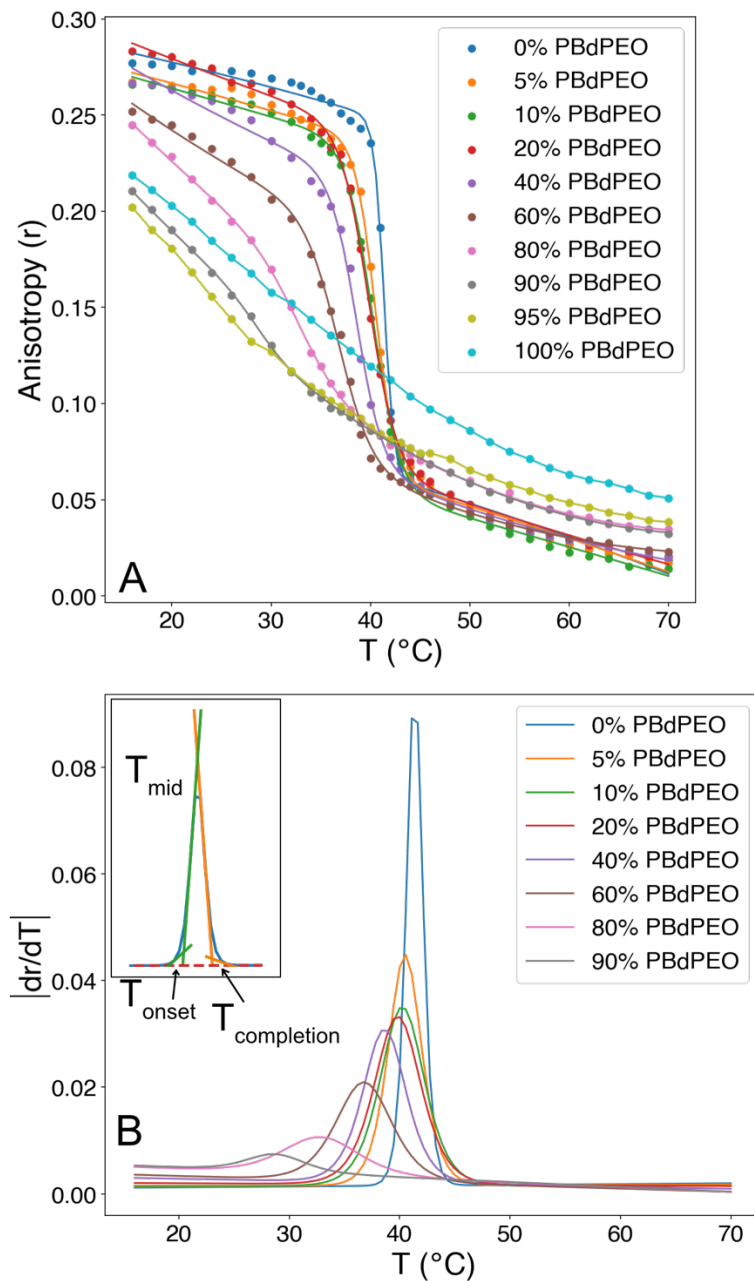 0.30
0.25
0.20
0.15
0.10
0.05
0.00
Anisotropy (r)
0% PBdPEO
5% PBdPEO
10% PBdPEO
20% PBdPEO
40% PBdPEO
60% PBdPEO
80% PBdPEO
90% PBdPEO
95% PBdPEO
100% PBdPEO
A
20 30 40 50 60 70
T (°C)
0.08
0.06
0.04
0.02
0.00
|dr/dT|
T mid
T onset
T completion
0% PBdPEO
5% PBdPEO
10% PBdPEO
20% PBdPEO
40% PBdPEO
60% PBdPEO
80% PBdPEO
90% PBdPEO
B
20 30 40 50 60 70
T (°C)